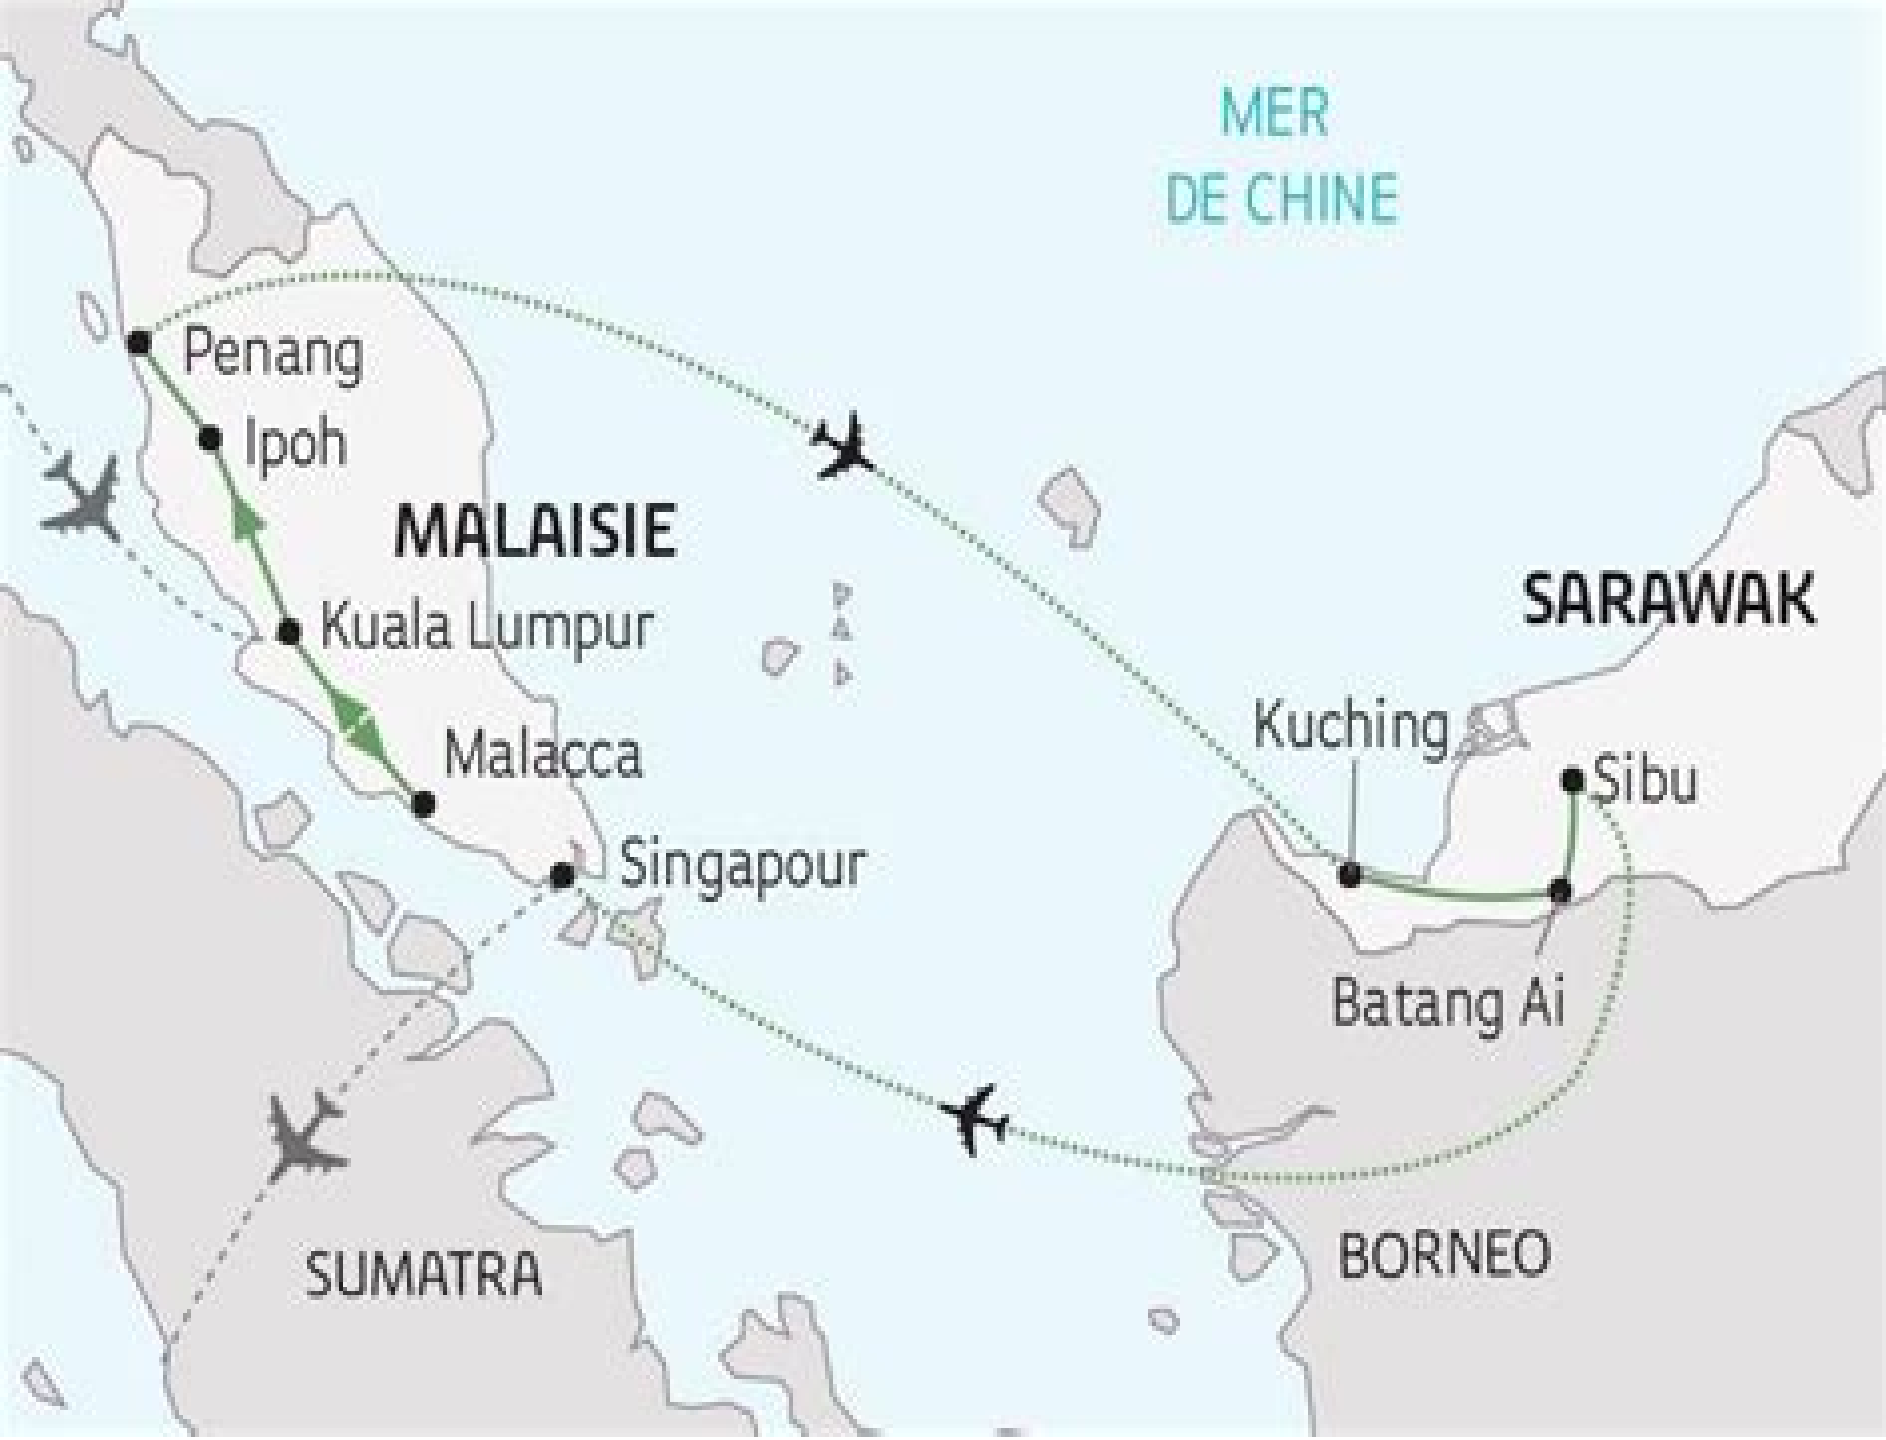 MER
DE CHINE
Penang
Ipoh
MALAISIE
SARAWAK
Kuala Lumpur
Kuching
Malacca
Sibu
Singapour
Batang Ai
BORNEO
SUMATRA